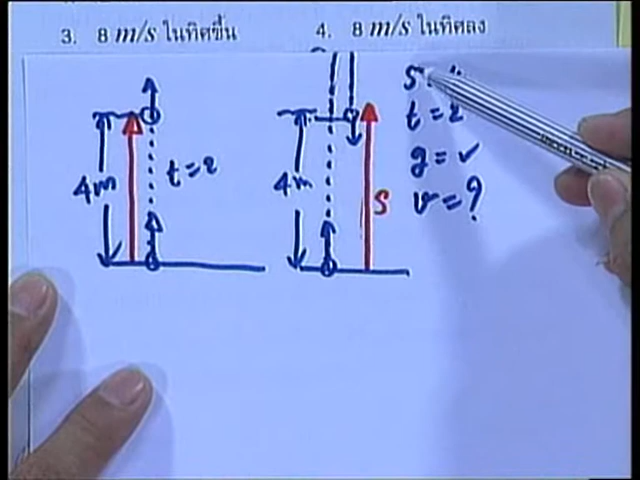 3. 8 m/s ในทิศขึ้น
4. 8 m/s ในทิศลง
4m
t = 2
4m
S
t = 2
g = ✓
v = ?